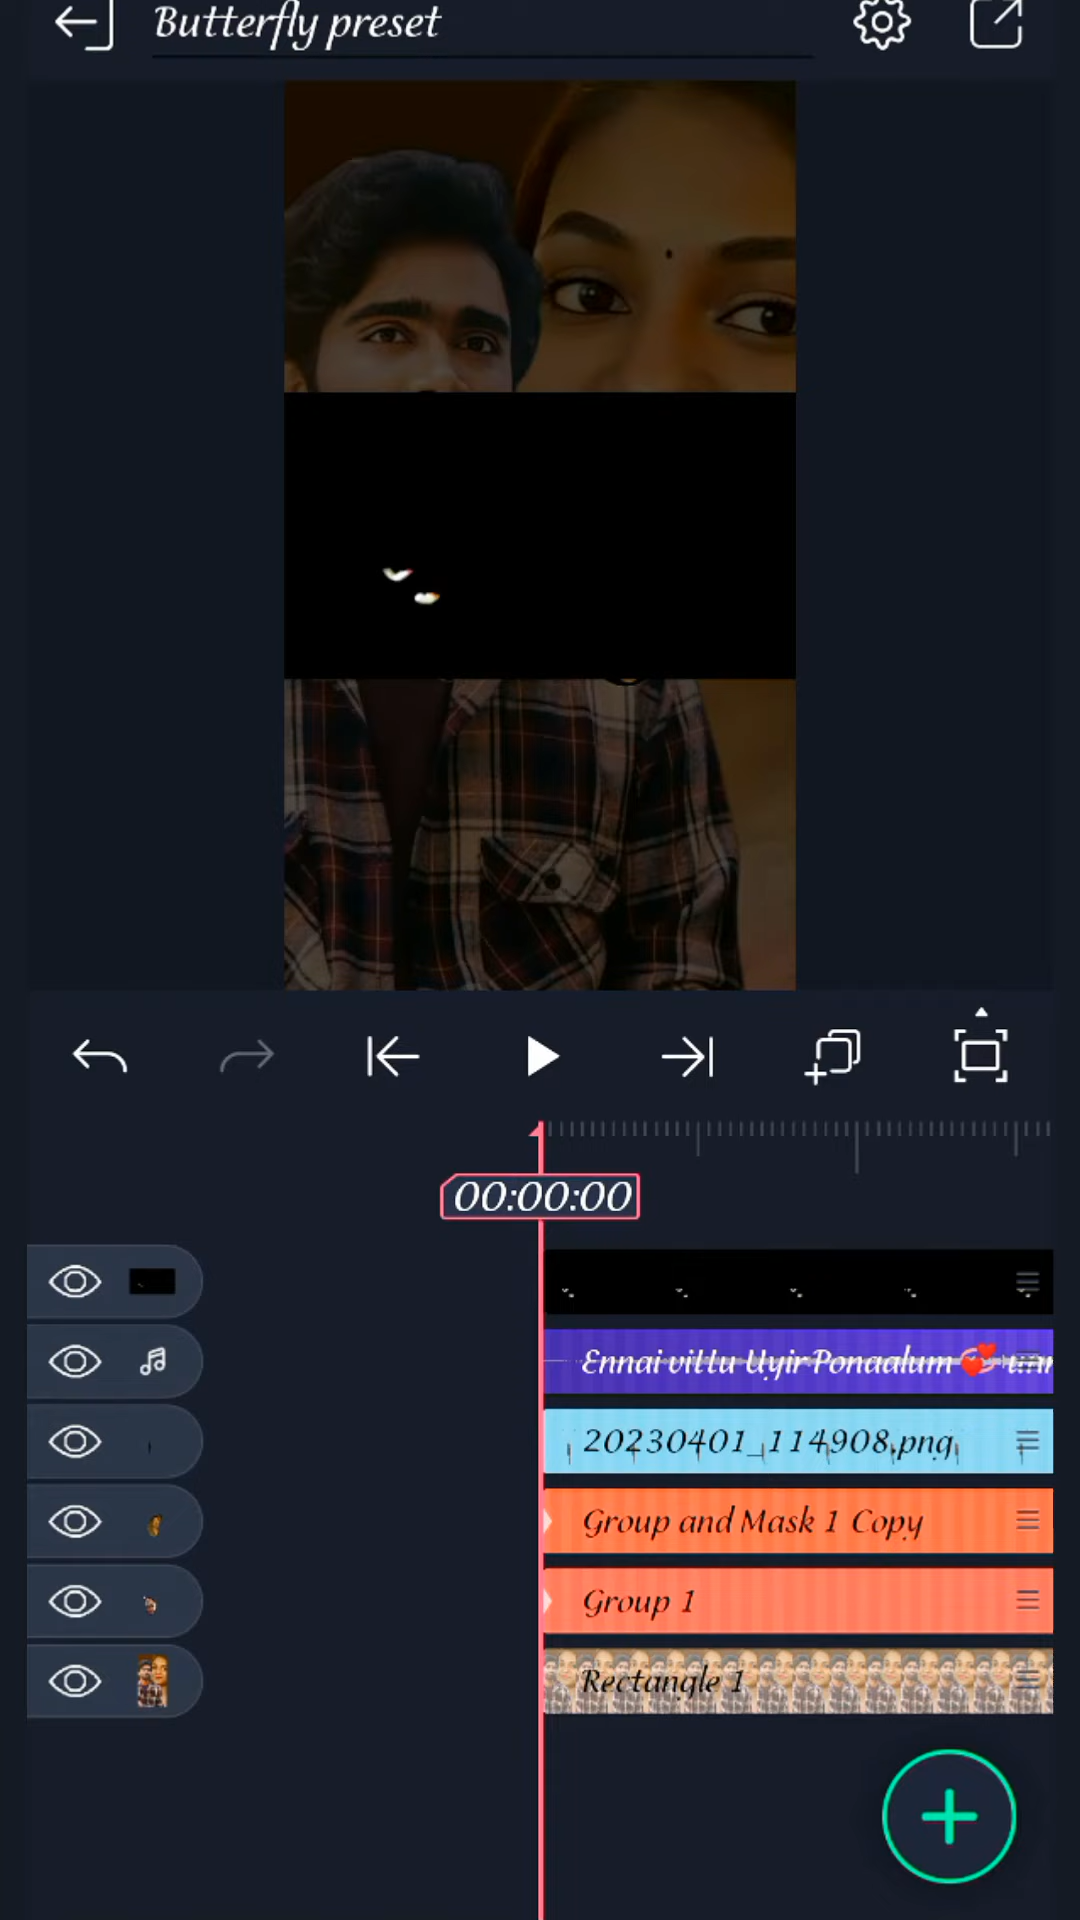 Butterfly preset
00:00:00
Ennai vittu Uyir Ponaalum 💞
20230401_114908.png
Group and Mask 1 Copy
Group 1
Rectangle 1